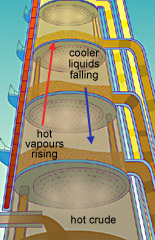 cooler
liquids
falling
hot
vapours
rising
hot crude